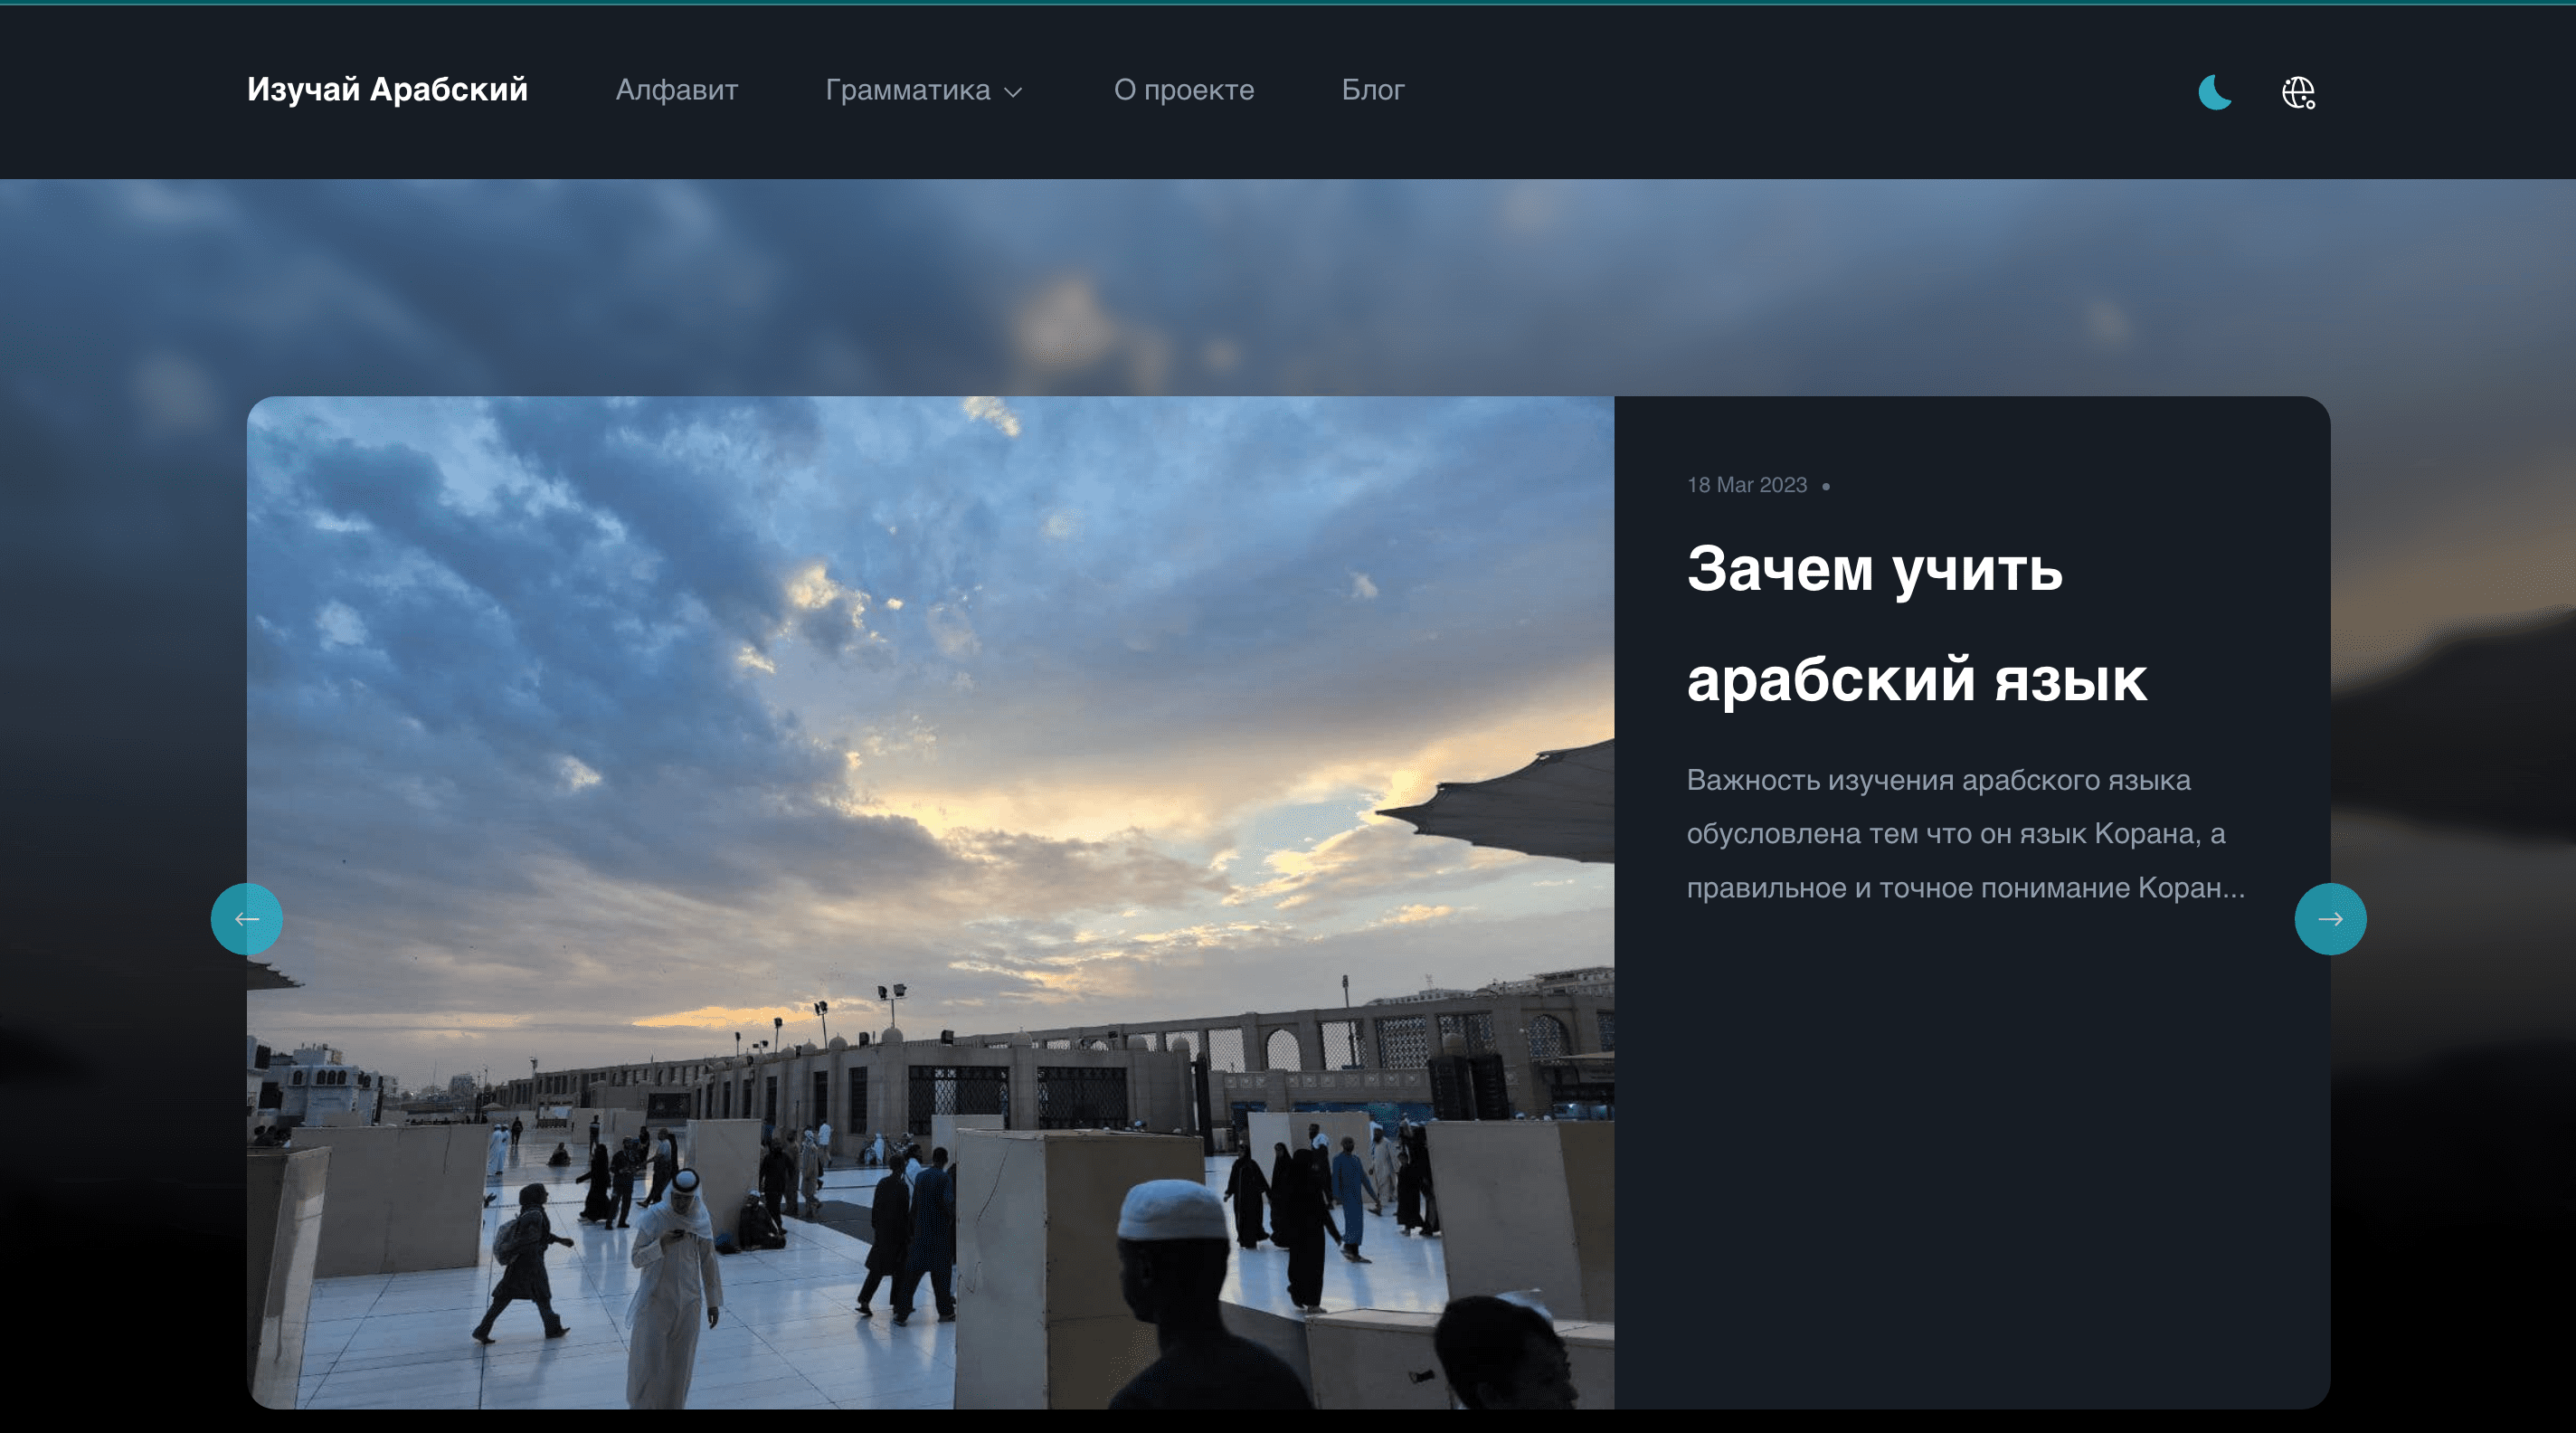 Изучай Арабский
Алфавит
Грамматика
О проекте
Блог
18 Mar 2023
Зачем учить
арабский язык
Важность изучения арабского языка
обусловлена тем что он язык Корана, а
правильное и точное понимание Коран...